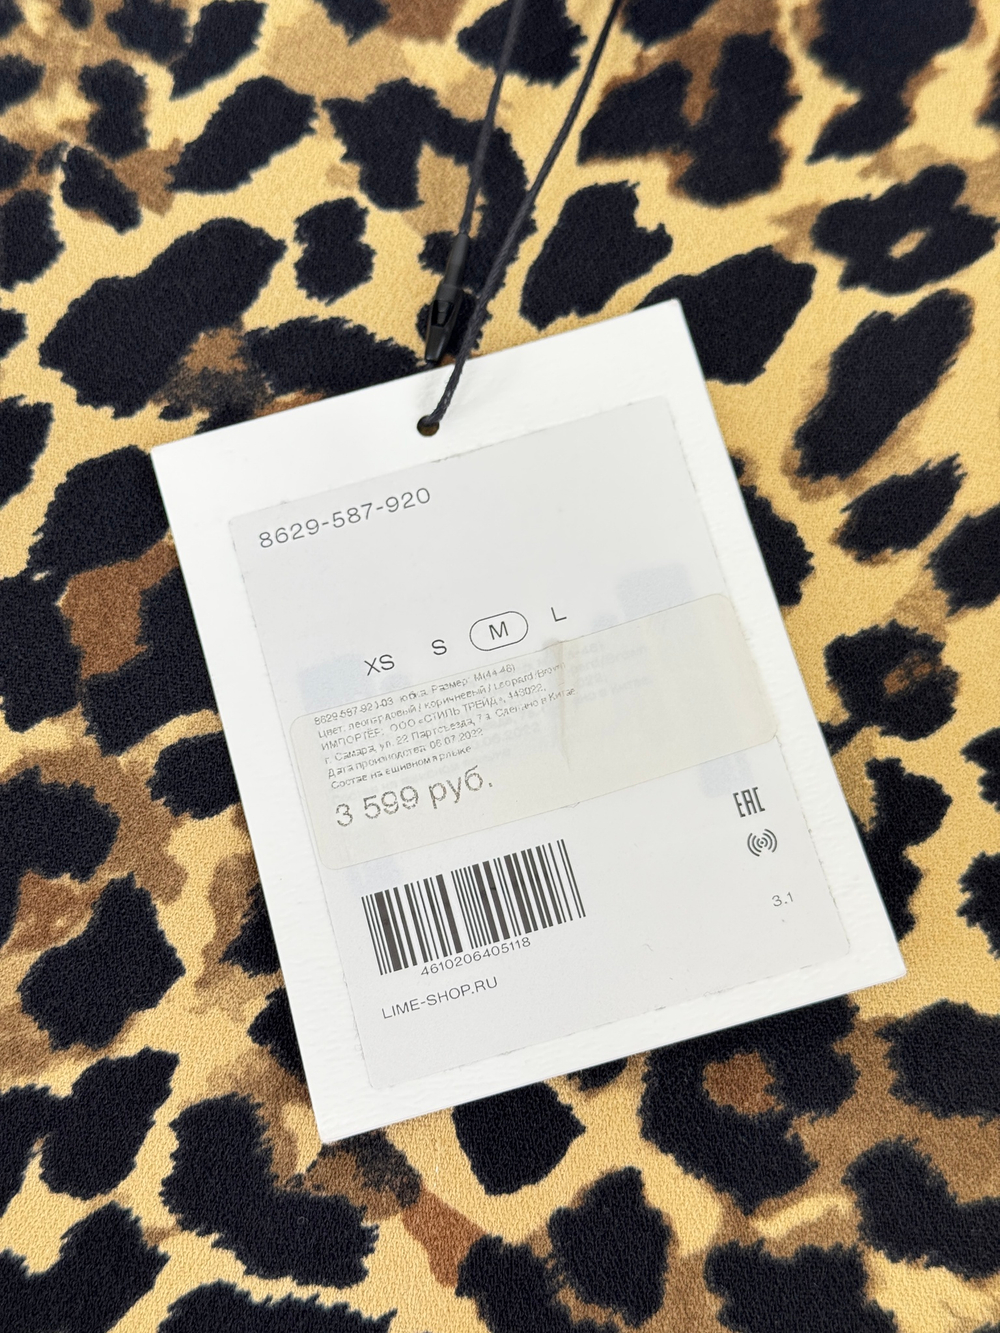 8629-587-920
XS S M L
8629-587-920-03 юбка Размер: M(44-46)
Цвет: леопардовый / коричневый / Leopard/Brown
ИМПОРТЁР: ООО «СТИЛЬ ТРЕЙД», 443022,
г. Самара, ул. 22 Партсъезда, 7 а. Сделано в Китае
Дата производства 06.07.2022
Состав на вшивном ярлыке
3 599 руб.
EAC
3.1
4610206405118
LIME-SHOP.RU